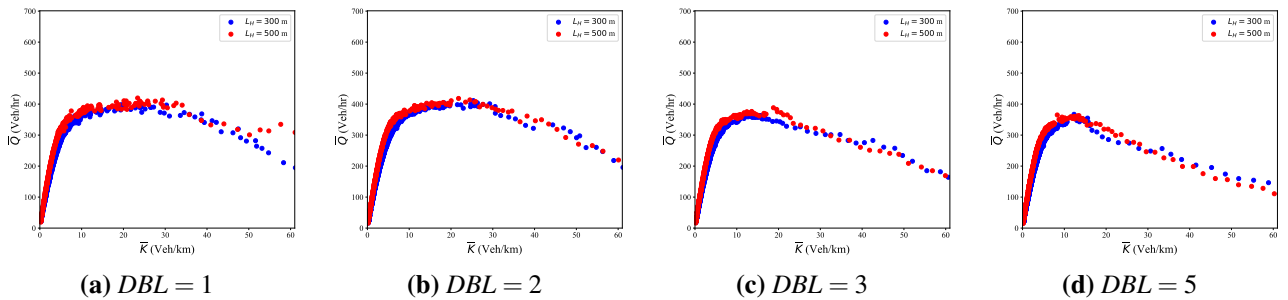 700
600
500
400
300
200
100
0
Q̅ (Veh/hr)
L_H = 300 m
L_H = 500 m
0 10 20 30 40 50 60
K̅ (Veh/km)
(a) DBL = 1
700
600
500
400
300
200
100
0
Q̅ (Veh/hr)
L_H = 300 m
L_H = 500 m
0 10 20 30 40 50 60
K̅ (Veh/km)
(b) DBL = 2
700
600
500
400
300
200
100
0
Q̅ (Veh/hr)
L_H = 300 m
L_H = 500 m
0 10 20 30 40 50 60
K̅ (Veh/km)
(c) DBL = 3
700
600
500
400
300
200
100
0
Q̅ (Veh/hr)
L_H = 300 m
L_H = 500 m
0 10 20 30 40 50 60
K̅ (Veh/km)
(d) DBL = 5